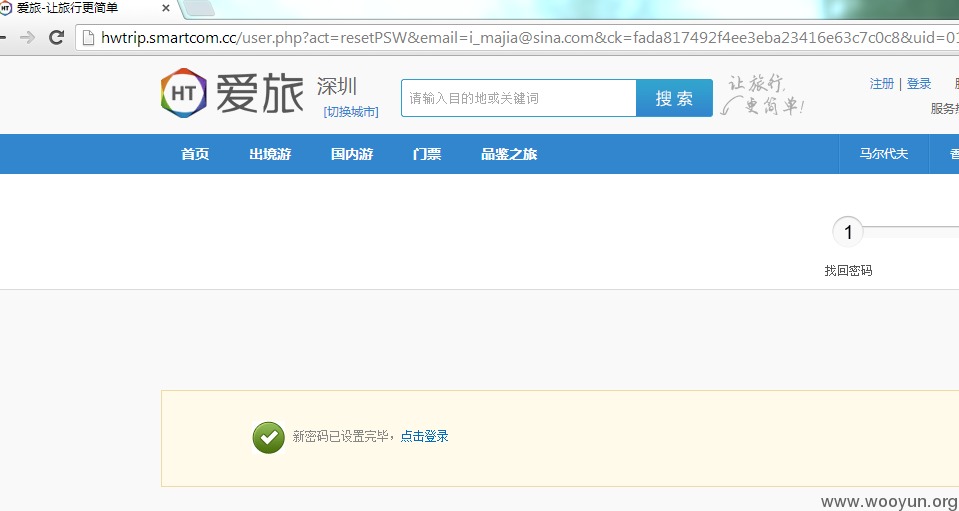 爱旅-让旅行更简单
hwtrip.smartcom.cc/user.php?act=resetPSW&email=i_majia@sina.com&ck=fada817492f4ee3eba23416e63c7c0c8&uid=01
HT 爱旅 深圳 [切换城市]
请输入目的地或关键词 搜 索
让旅行,
更简单!
注册 | 登录
服务
首页 出境游 国内游 门票 品鉴之旅 马尔代夫
1
找回密码
新密码已设置完毕，点击登录
www.wooyun.org